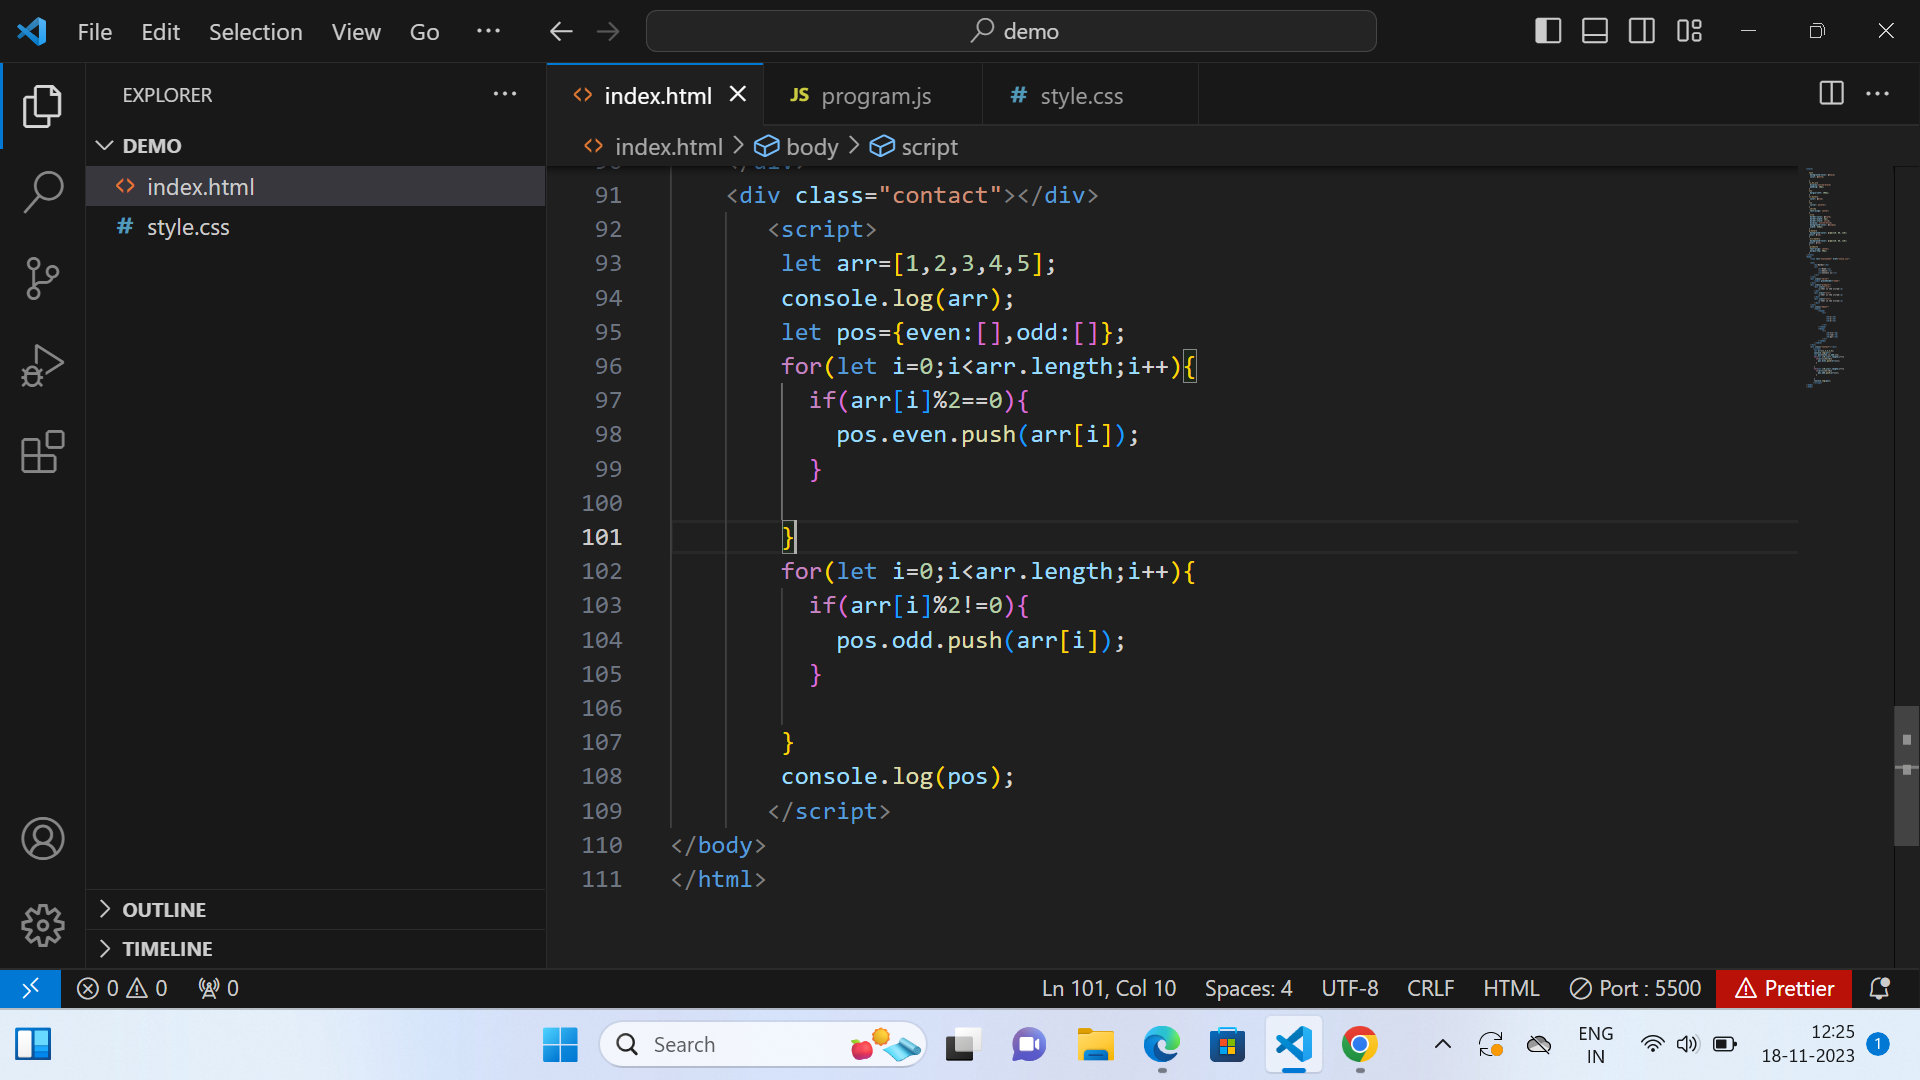 File Edit Selection View Go ···
demo
EXPLORER
DEMO
index.html
# style.css
OUTLINE
TIMELINE
index.html
JS program.js
# style.css
index.html > body > script
91 <div class="contact"></div>
92 <script>
93 let arr=[1,2,3,4,5];
94 console.log(arr);
95 let pos={even:[],odd:[]};
96 for(let i=0;i<arr.length;i++){
97 if(arr[i]%2==0){
98 pos.even.push(arr[i]);
99 }
100
101 }
102 for(let i=0;i<arr.length;i++){
103 if(arr[i]%2!=0){
104 pos.odd.push(arr[i]);
105 }
106
107 }
108 console.log(pos);
109 </script>
110 </body>
111 </html>
0 0 0
Ln 101, Col 10 Spaces: 4 UTF-8 CRLF HTML Port : 5500 Prettier
Search
ENG
IN
12:25
18-11-2023
1